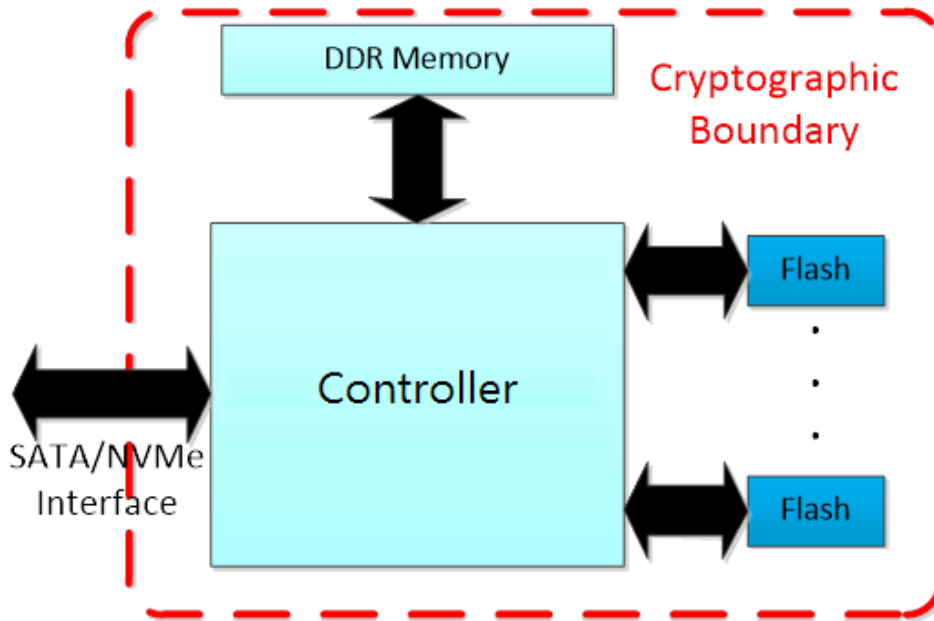 DDR Memory
Cryptographic
Boundary
Flash
Controller
SATA/NVMe
Interface
Flash